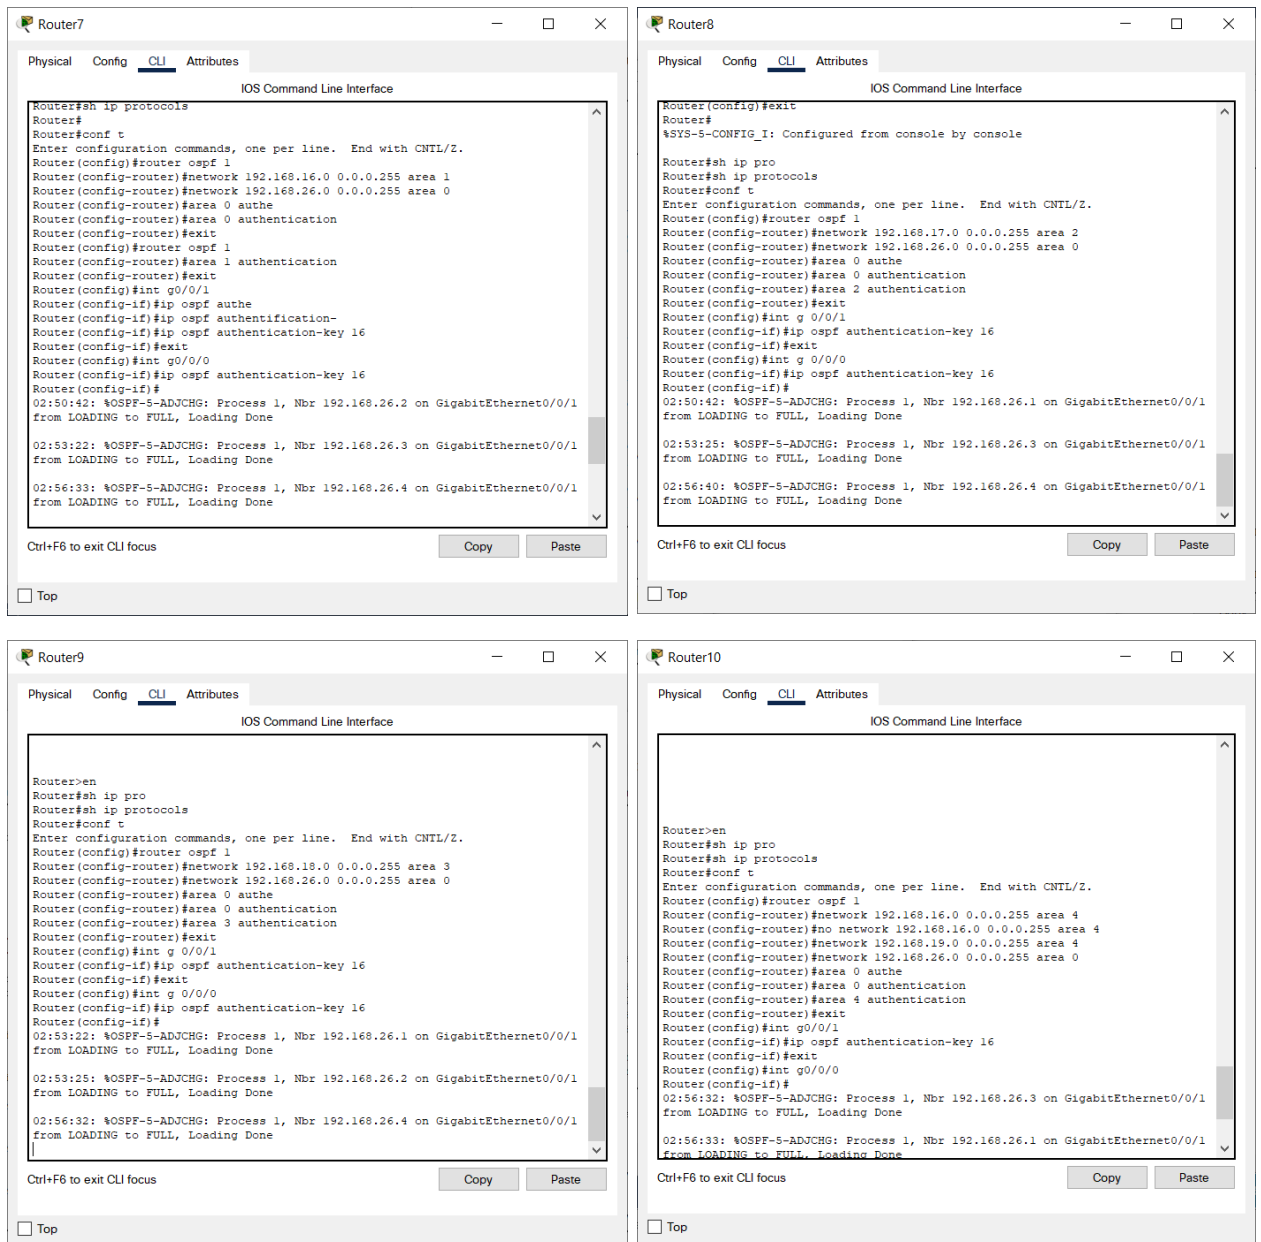 Router7
Physical Config CLI Attributes
IOS Command Line Interface
Router#sh ip protocols
Router#
Router#conf t
Enter configuration commands, one per line.  End with CNTL/Z.
Router(config)#router ospf 1
Router(config-router)#network 192.168.16.0 0.0.0.255 area 1
Router(config-router)#network 192.168.26.0 0.0.0.255 area 0
Router(config-router)#area 0 authe
Router(config-router)#area 0 authentication
Router(config-router)#exit
Router(config)#router ospf 1
Router(config-router)#area 1 authentication
Router(config-router)#exit
Router(config)#int g0/0/1
Router(config-if)#ip ospf authe
Router(config-if)#ip ospf authentification-
Router(config-if)#ip ospf authentication-key 16
Router(config-if)#exit
Router(config)#int g0/0/0
Router(config-if)#ip ospf authentication-key 16
Router(config-if)#
02:50:42: %OSPF-5-ADJCHG: Process 1, Nbr 192.168.26.2 on GigabitEthernet0/0/1
from LOADING to FULL, Loading Done
02:53:22: %OSPF-5-ADJCHG: Process 1, Nbr 192.168.26.3 on GigabitEthernet0/0/1
from LOADING to FULL, Loading Done
02:56:33: %OSPF-5-ADJCHG: Process 1, Nbr 192.168.26.4 on GigabitEthernet0/0/1
from LOADING to FULL, Loading Done
Ctrl+F6 to exit CLI focus
Copy Paste
Top
Router8
Physical Config CLI Attributes
IOS Command Line Interface
Router(config)#exit
Router#
%SYS-5-CONFIG_I: Configured from console by console
Router#sh ip pro
Router#sh ip protocols
Router#conf t
Enter configuration commands, one per line.  End with CNTL/Z.
Router(config)#router ospf 1
Router(config-router)#network 192.168.17.0 0.0.0.255 area 2
Router(config-router)#network 192.168.26.0 0.0.0.255 area 0
Router(config-router)#area 0 authe
Router(config-router)#area 0 authentication
Router(config-router)#area 2 authentication
Router(config-router)#exit
Router(config)#int g 0/0/1
Router(config-if)#ip ospf authentication-key 16
Router(config-if)#exit
Router(config)#int g 0/0/0
Router(config-if)#ip ospf authentication-key 16
Router(config-if)#
02:50:42: %OSPF-5-ADJCHG: Process 1, Nbr 192.168.26.1 on GigabitEthernet0/0/1
from LOADING to FULL, Loading Done
02:53:25: %OSPF-5-ADJCHG: Process 1, Nbr 192.168.26.3 on GigabitEthernet0/0/1
from LOADING to FULL, Loading Done
02:56:40: %OSPF-5-ADJCHG: Process 1, Nbr 192.168.26.4 on GigabitEthernet0/0/1
from LOADING to FULL, Loading Done
Ctrl+F6 to exit CLI focus
Copy Paste
Top
Router9
Physical Config CLI Attributes
IOS Command Line Interface
Router>en
Router#sh ip pro
Router#sh ip protocols
Router#conf t
Enter configuration commands, one per line.  End with CNTL/Z.
Router(config)#router ospf 1
Router(config-router)#network 192.168.18.0 0.0.0.255 area 3
Router(config-router)#network 192.168.26.0 0.0.0.255 area 0
Router(config-router)#area 0 authe
Router(config-router)#area 0 authentication
Router(config-router)#area 3 authentication
Router(config-router)#exit
Router(config)#int g 0/0/1
Router(config-if)#ip ospf authentication-key 16
Router(config-if)#exit
Router(config)#int g 0/0/0
Router(config-if)#ip ospf authentication-key 16
Router(config-if)#
02:53:22: %OSPF-5-ADJCHG: Process 1, Nbr 192.168.26.1 on GigabitEthernet0/0/1
from LOADING to FULL, Loading Done
02:53:25: %OSPF-5-ADJCHG: Process 1, Nbr 192.168.26.2 on GigabitEthernet0/0/1
from LOADING to FULL, Loading Done
02:56:32: %OSPF-5-ADJCHG: Process 1, Nbr 192.168.26.4 on GigabitEthernet0/0/1
from LOADING to FULL, Loading Done
Ctrl+F6 to exit CLI focus
Copy Paste
Top
Router10
Physical Config CLI Attributes
IOS Command Line Interface
Router>en
Router#sh ip pro
Router#sh ip protocols
Router#conf t
Enter configuration commands, one per line.  End with CNTL/Z.
Router(config)#router ospf 1
Router(config-router)#network 192.168.16.0 0.0.0.255 area 4
Router(config-router)#no network 192.168.16.0 0.0.0.255 area 4
Router(config-router)#network 192.168.19.0 0.0.0.255 area 4
Router(config-router)#network 192.168.26.0 0.0.0.255 area 0
Router(config-router)#area 0 authe
Router(config-router)#area 0 authentication
Router(config-router)#area 4 authentication
Router(config-router)#exit
Router(config)#int g0/0/1
Router(config-if)#ip ospf authentication-key 16
Router(config-if)#exit
Router(config)#int g0/0/0
Router(config-if)#
02:56:32: %OSPF-5-ADJCHG: Process 1, Nbr 192.168.26.3 on GigabitEthernet0/0/1
from LOADING to FULL, Loading Done
02:56:33: %OSPF-5-ADJCHG: Process 1, Nbr 192.168.26.1 on GigabitEthernet0/0/1
from LOADING to FULL, Loading Done
Ctrl+F6 to exit CLI focus
Copy Paste
Top